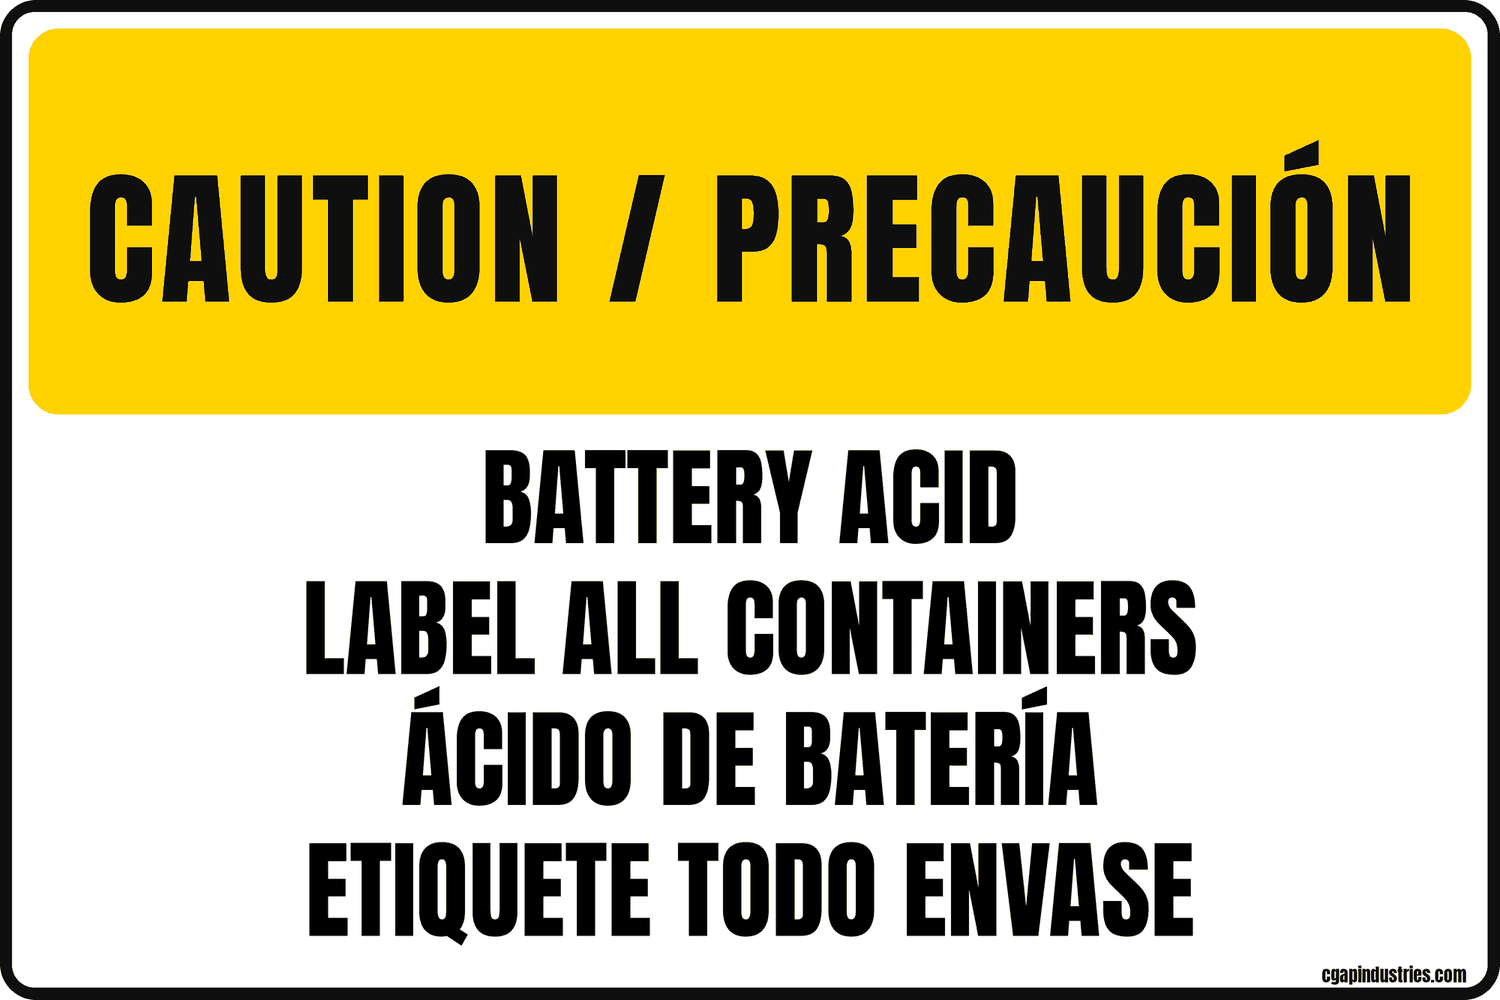 CAUTION / PRECAUCIÓN
BATTERY ACID
LABEL ALL CONTAINERS
ÁCIDO DE BATERÍA
ETIQUETE TODO ENVASE
cgapindustries.com